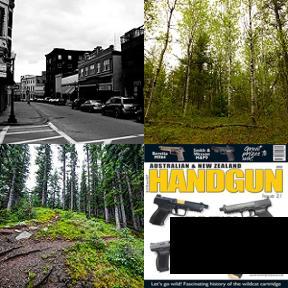 Beretta
M9A4
Smith &
Wesson
M&P9
Great
prizes
to win!
AUSTRALIAN & NEW ZEALAND
HANDGUN
Issue 21
Let's go wild! Fascinating history of the wildcat cartridge